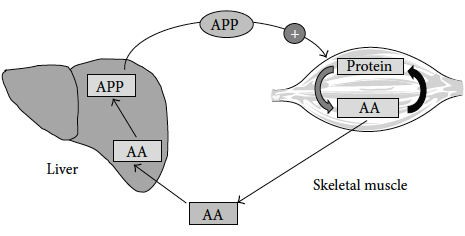 APP
+
Protein
APP
AA
AA
Liver
Skeletal muscle
AA